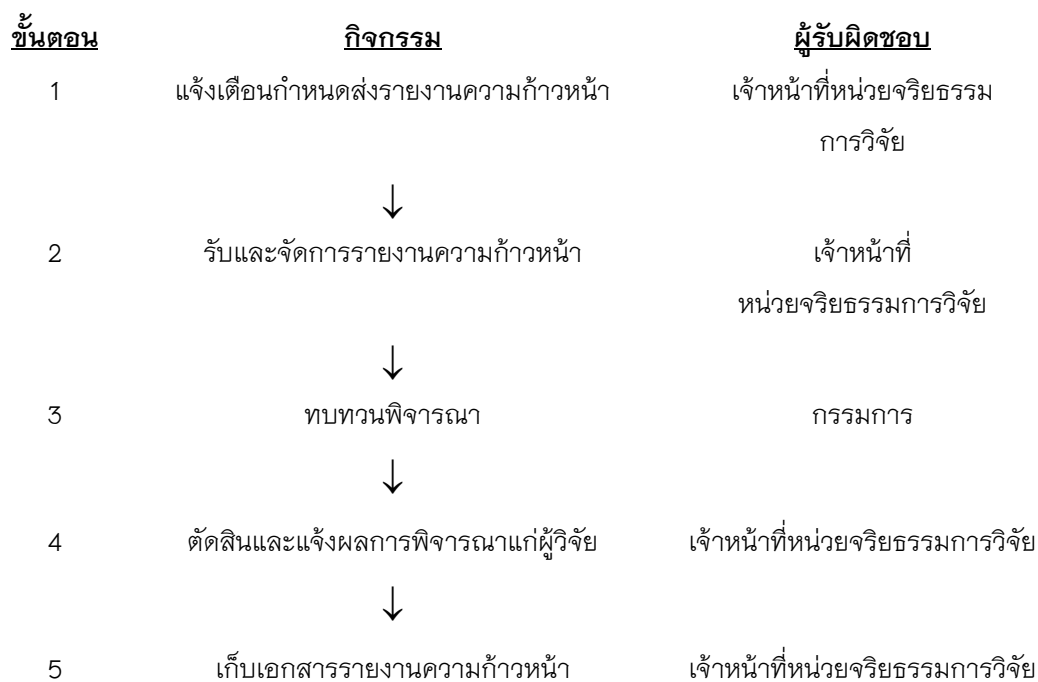 ขั้นตอน กิจกรรม ผู้รับผิดชอบ
1 แจ้งเตือนกำหนดส่งรายงานความก้าวหน้า เจ้าหน้าที่หน่วยจริยธรรม
การวิจัย
↓
2 รับและจัดการรายงานความก้าวหน้า เจ้าหน้าที่
หน่วยจริยธรรมการวิจัย
↓
3 ทบทวนพิจารณา กรรมการ
↓
4 ตัดสินและแจ้งผลการพิจารณาแก่ผู้วิจัย เจ้าหน้าที่หน่วยจริยธรรมการวิจัย
↓
5 เก็บเอกสารรายงานความก้าวหน้า เจ้าหน้าที่หน่วยจริยธรรมการวิจัย